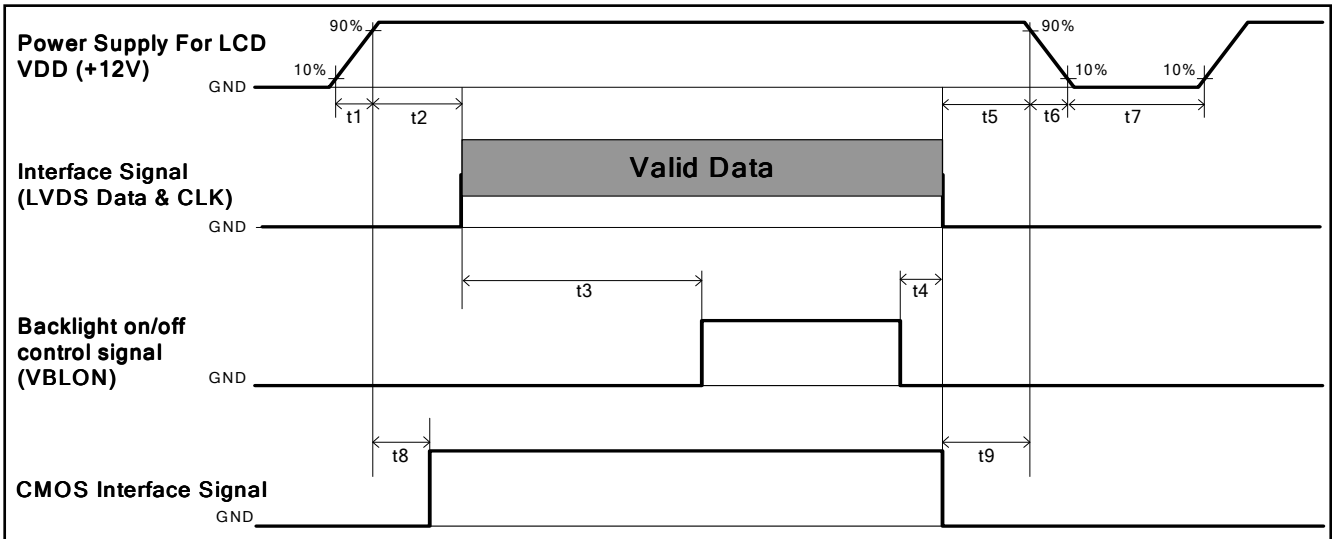 Power Supply For LCD
VDD (+12V)
90%
90%
10%
10%
10%
GND
t1
t2
t5
t6
t7
Interface Signal
(LVDS Data & CLK)
Valid Data
GND
t3
t4
Backlight on/off
control signal
(VBLON)
GND
t8
t9
CMOS Interface Signal
GND